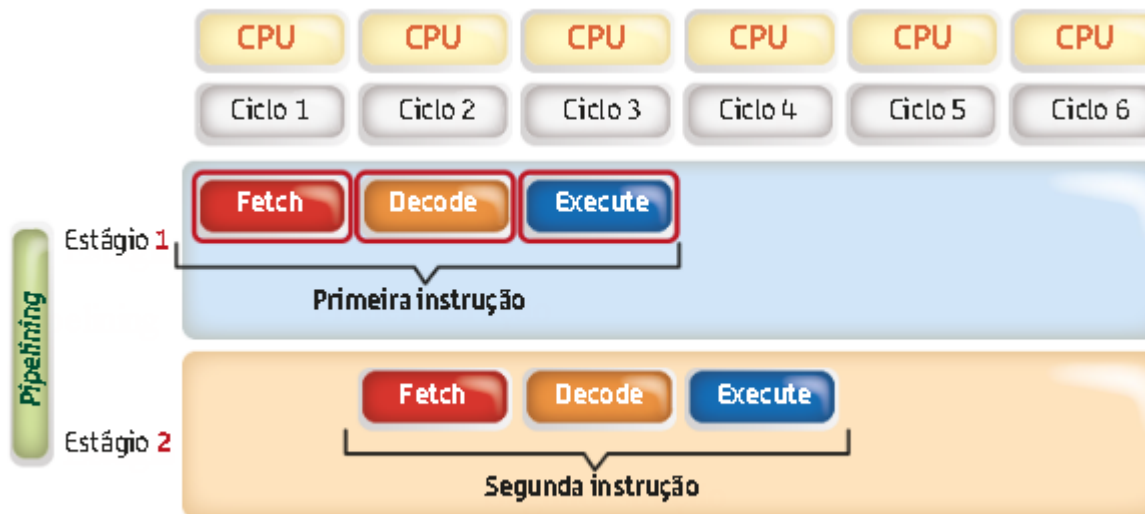 CPU CPU CPU CPU CPU CPU
Ciclo 1 Ciclo 2 Ciclo 3 Ciclo 4 Ciclo 5 Ciclo 6
Fetch Decode Execute
Estágio 1
Primeira instrução
Pipelining
Fetch Decode Execute
Estágio 2
Segunda instrução